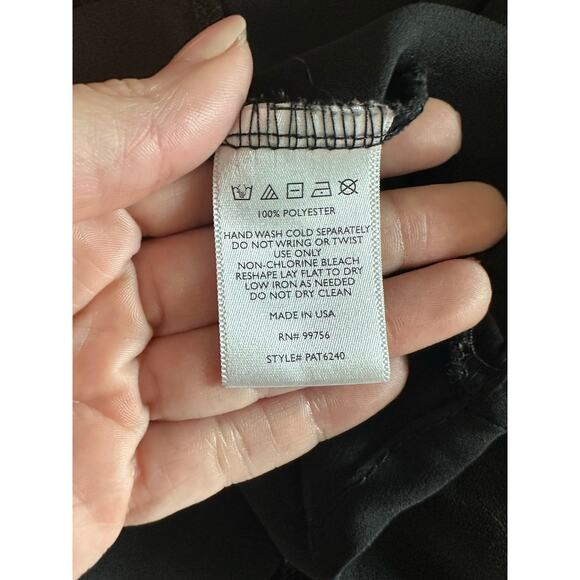 100% POLYESTER
HAND WASH COLD SEPARATELY
DO NOT WRING OR TWIST
USE ONLY
NON-CHLORINE BLEACH
RESHAPE LAY FLAT TO DRY
LOW IRON AS NEEDED
DO NOT DRY CLEAN
MADE IN USA
RN# 99756
STYLE# PAT6240